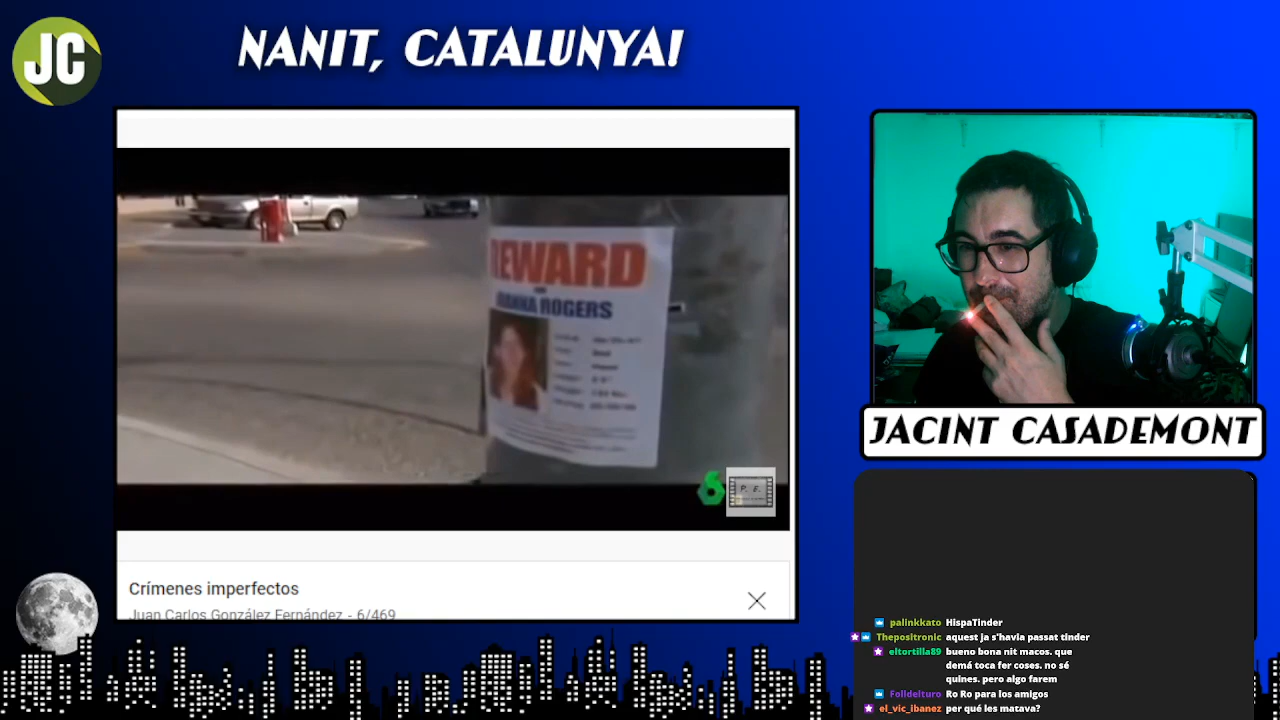 JC
NANIT, CATALUNYA!
REWARD
ROGERS
6
P. F.
Crímenes imperfectos
Juan Carlos González Fernández - 6/469
JACINT CASADEMONT
palinkkato HispaTinder
Thepositronic aquest ja s'havia passat tinder
eltortilla89 bueno bona nit macos. que
demá toca fer coses. no sé
quines. pero algo farem
Folldelturo Ro Ro para los amigos
el_vic_ibanez per qué les matava?